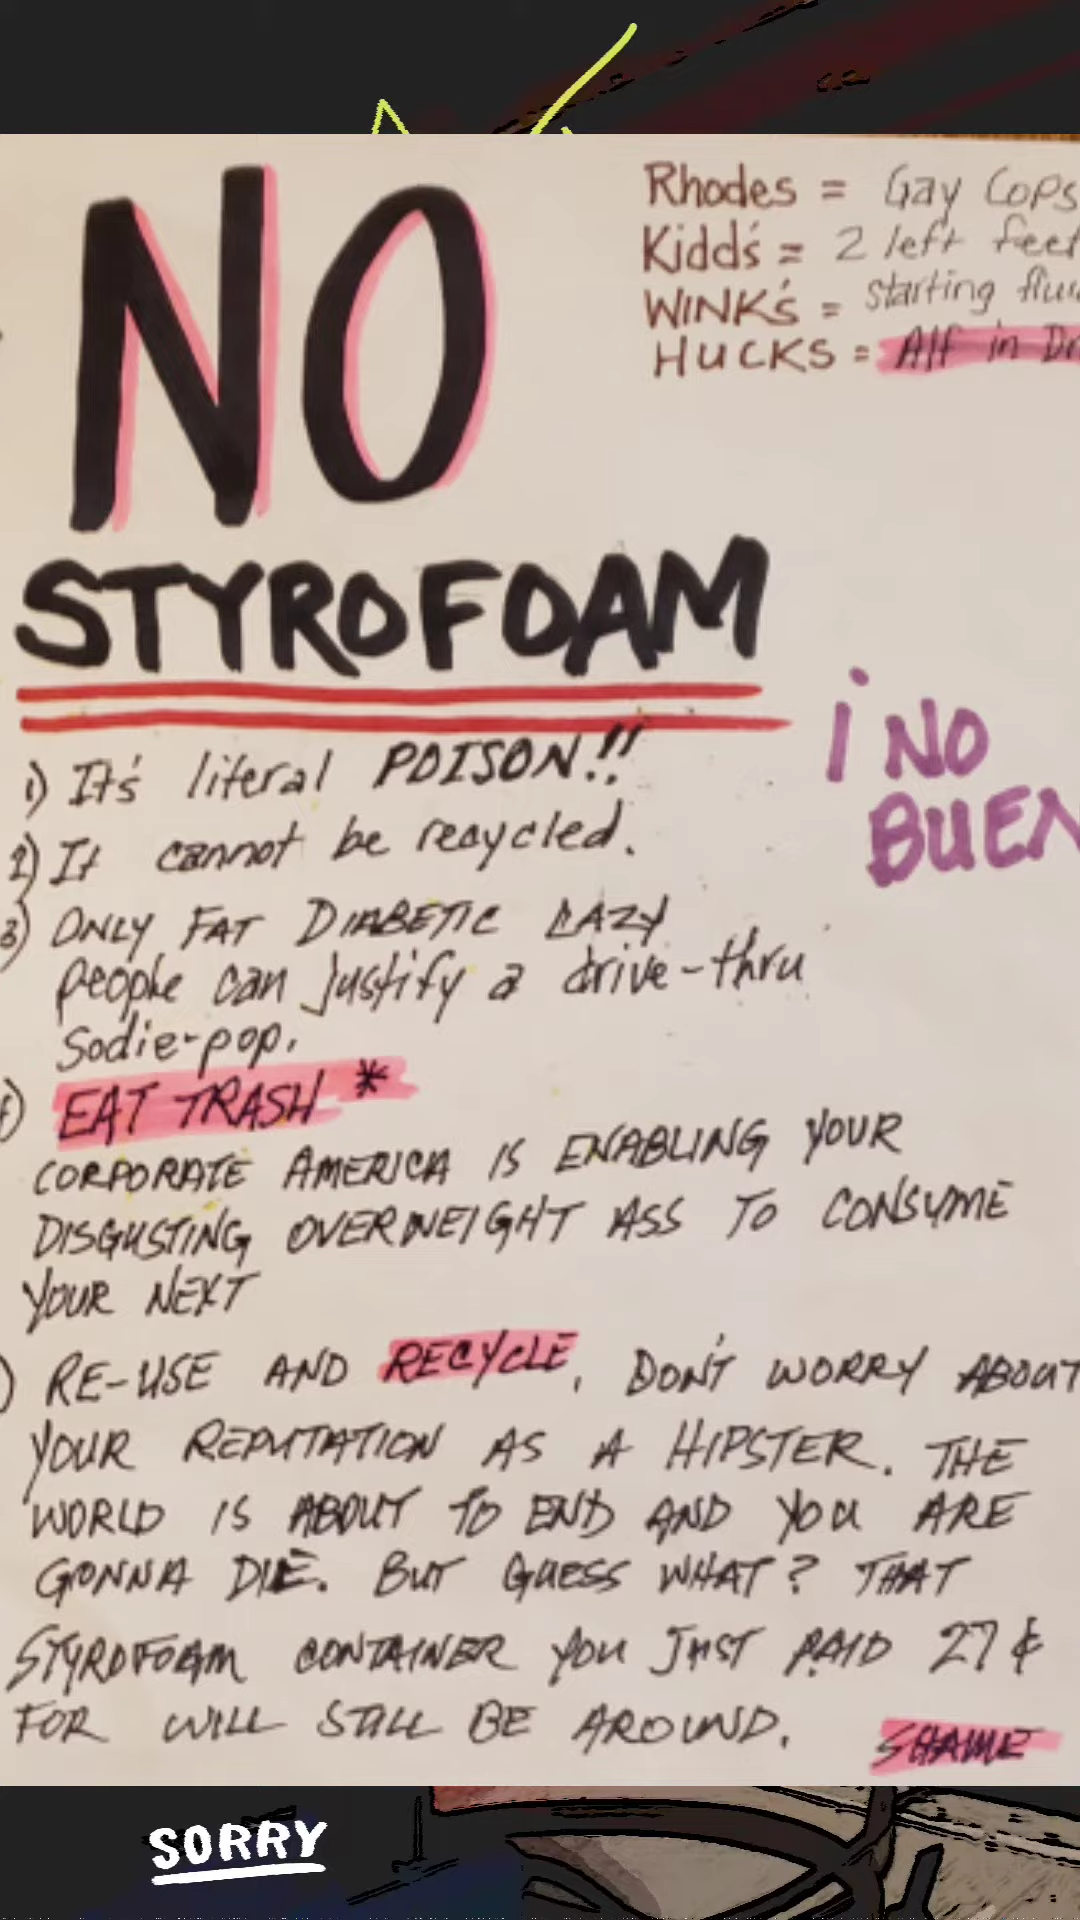 NO
STYROFOAM
Rhodes = Gay Cops
Kidd's = 2 left feet
WINK's = starting
HUCKS = Alf in
¡ NO
1) It's literal POISON!!
2) It cannot be recycled.
3) ONLY FAT DIABETIC LAZY
people can justify a drive-thru
sodie-pop.
EAT TRASH *
CORPORATE AMERICA IS ENABLING YOUR
DISGUSTING OVERWEIGHT ASS TO CONSUME
YOUR NEXT
) RE-USE AND RECYCLE, DON'T WORRY ABOUT
YOUR REPUTATION AS A HIPSTER. THE
WORLD IS ABOUT TO END AND YOU ARE
GONNA DIE. BUT GUESS WHAT? THAT
STYROFOAM CONTAINER YOU JUST PAID 27¢
FOR WILL STILL BE AROUND.
SHAME
SORRY